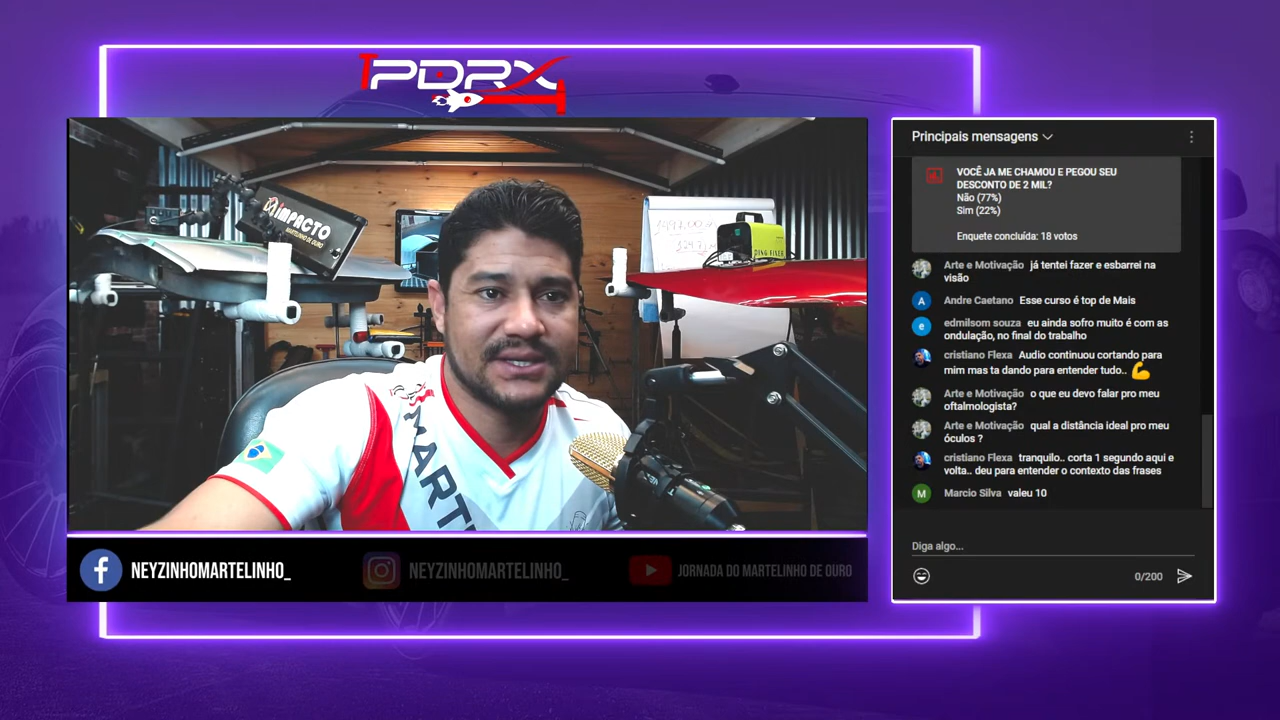 PDRX
IMPACTO
MARTELINHO DE OURO
MART
NEYZINHOMARTELINHO_
NEYZINHOMARTELINHO_
JORNADA DO MARTELINHO DE OURO
Principais mensagens
VOCÊ JA ME CHAMOU E PEGOU SEU
DESCONTO DE 2 MIL?
Não (77%)
Sim (22%)
Enquete concluída: 18 votos
Arte e Motivação já tentei fazer e esbarrei na
visão
A Andre Caetano Esse curso é top de Mais
e edmilsom souza eu ainda sofro muito é com as
ondulação, no final do trabalho
cristiano Flexa Audio continuou cortando para
mim mas ta dando para entender tudo.. 💪
Arte e Motivação o que eu devo falar pro meu
oftalmologista?
Arte e Motivação qual a distância ideal pro meu
óculos ?
cristiano Flexa tranquilo.. corta 1 segundo aqui e
volta.. deu para entender o contexto das frases
M Marcio Silva valeu 10
Diga algo...
0/200